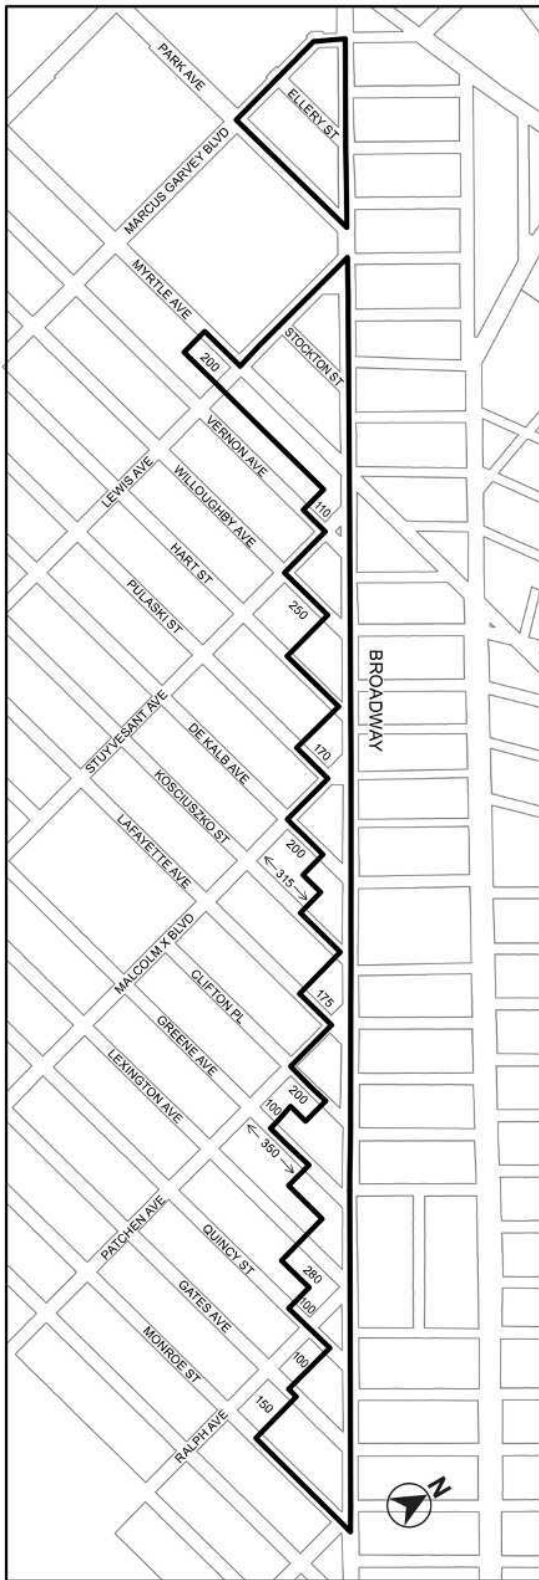 PARK AVE
ELLERY ST
MARCUS GARVEY BLVD
MYRTLE AVE
STOCKTON ST
200
VERNON AVE
110
LEWIS AVE
WILLOUGHBY AVE
HART ST
250
PULASKI ST
BROADWAY
STUYVESANT AVE
DE KALB AVE
170
KOSCIUSZKO ST
200
LAFAYETTE AVE
315
MALCOLM X BLVD
CLIFTON PL
175
GREENE AVE
LEXINGTON AVE
200
100
350
PATCHEN AVE
QUINCY ST
280
GATES AVE
100
MONROE ST
100
150
RALPH AVE
N